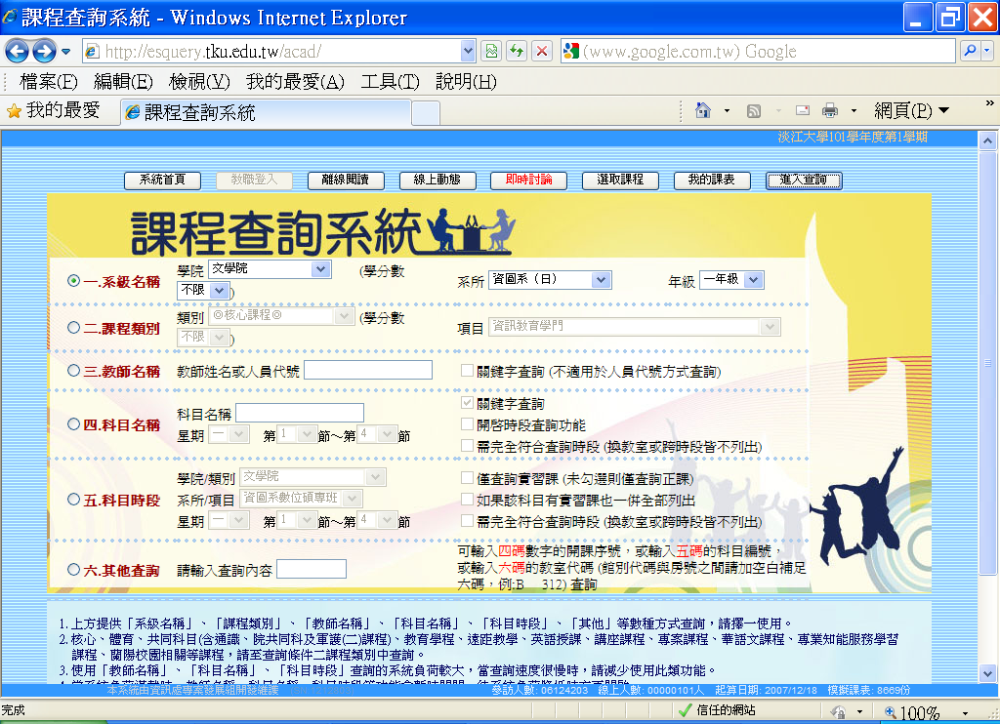 課程查詢系統 - Windows Internet Explorer
http://esquery.tku.edu.tw/acad/ (www.google.com.tw) Google
檔案(F) 編輯(E) 檢視(V) 我的最愛(A) 工具(T) 說明(H)
我的最愛 課程查詢系統 網頁(P)
淡江大學101學年度第1學期
系統首頁 教職登入 離線閱讀 線上動態 即時討論 選取課程 我的課表 進入查詢
課程查詢系統
一.系級名稱 學院 文學院 (學分數 不限 ) 系所 資圖系（日） 年級 一年級
二.課程類別 類別 ◎核心課程◎ (學分數 不限 ) 項目 資訊教育學門
三.教師名稱 教師姓名或人員代號 關鍵字查詢 (不適用於人員代號方式查詢)
四.科目名稱 科目名稱 關鍵字查詢
開啓時段查詢功能
星期 一 第 1 節～第 4 節 需完全符合查詢時段 (換教室或跨時段皆不列出)
五.科目時段 學院/類別 文學院 僅查詢實習課 (未勾選則僅查詢正課)
系所/項目 資圖系數位碩專班 如果該科目有實習課也一併全部列出
星期 一 第 1 節～第 4 節 需完全符合查詢時段 (換教室或跨時段皆不列出)
六.其他查詢 請輸入查詢內容 可輸入四碼數字的開課序號，或輸入五碼的科目編號，
或輸入六碼的教室代碼 (館別代碼與房號之間請加空白補足
六碼，例:B 312) 查詢
1. 上方提供「系級名稱」、「課程類別」、「教師名稱」、「科目名稱」、「科目時段」、「其他」等數種方式查詢，請擇一使用。
2. 核心、體育、共同科目(含通識、院共同科及軍護(二)課程)、教育學程、遠距教學、英語授課、講座課程、專案課程、華語文課程、專業知能服務學習
課程、蘭陽校園相關等課程，請至查詢條件二課程類別中查詢。
3. 使用「教師名稱」、「科目名稱」、「科目時段」查詢的系統負荷較大，當查詢速度很慢時，請減少使用此類功能。
本系統由資訊處專案發展組開發維護 參訪人數: 06124203 線上人數: 00000101人 起算日期: 2007/12/18 模擬課表: 8669份
完成 信任的網站 100%